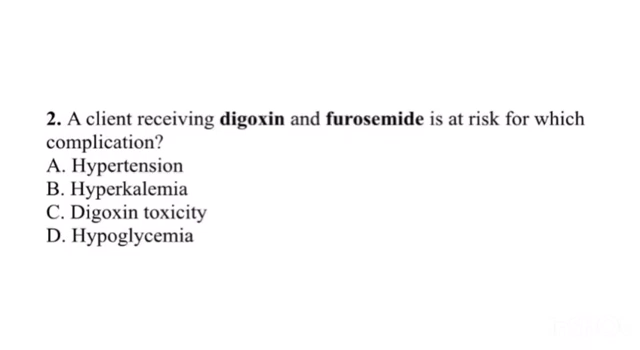 2. A client receiving digoxin and furosemide is at risk for which
complication?
A. Hypertension
B. Hyperkalemia
C. Digoxin toxicity
D. Hypoglycemia